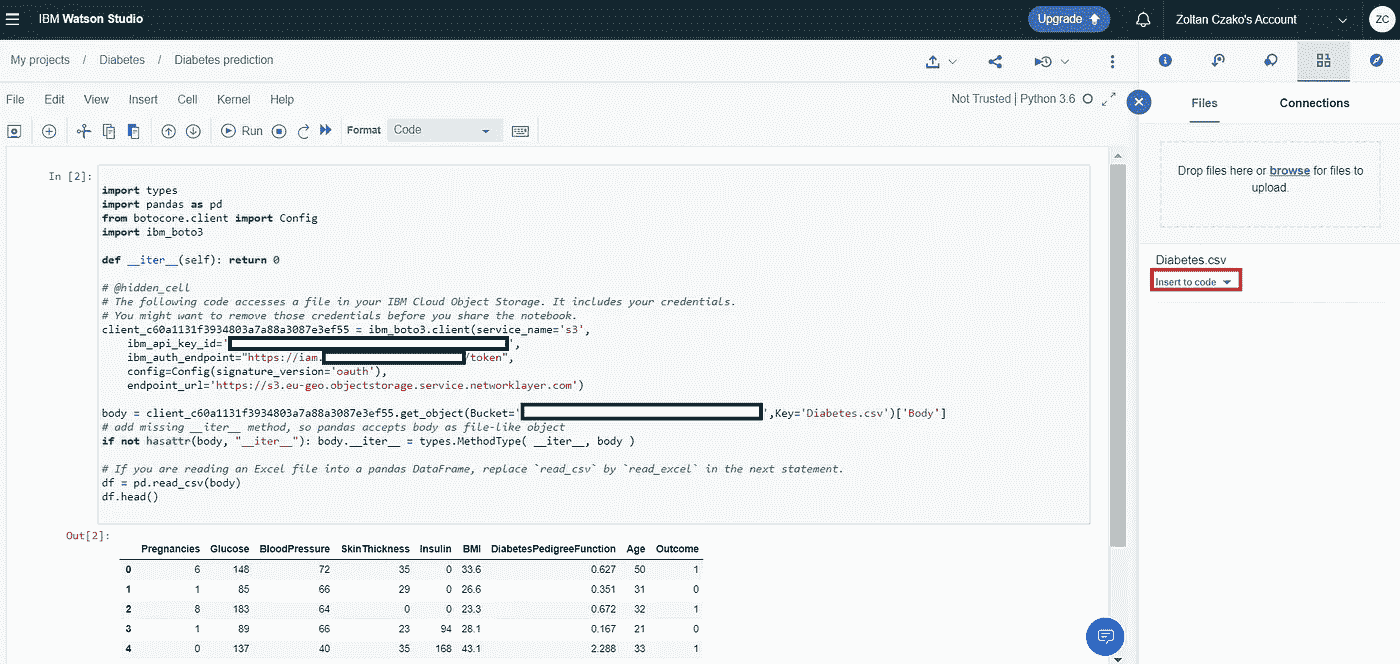 IBM Watson Studio
Upgrade
Zoltan Czako's Account
ZC
My projects / Diabetes / Diabetes prediction
File Edit View Insert Cell Kernel Help
Not Trusted | Python 3.6
Run
Format
Code
Files
Connections
Drop files here or browse for files to
upload.
Diabetes.csv
Insert to code
In [2]:
import types
import pandas as pd
from botocore.client import Config
import ibm_boto3
def __iter__(self): return 0
# @hidden_cell
# The following code accesses a file in your IBM Cloud Object Storage. It includes your credentials.
# You might want to remove those credentials before you share the notebook.
client_c60a1131f3934803a7a88a3087e3ef55 = ibm_boto3.client(service_name='s3',
ibm_api_key_id=' ',
ibm_auth_endpoint="https://iam. /token",
config=Config(signature_version='oauth'),
endpoint_url='https://s3.eu-geo.objectstorage.service.networklayer.com')
body = client_c60a1131f3934803a7a88a3087e3ef55.get_object(Bucket=' ',Key='Diabetes.csv')['Body']
# add missing __iter__ method, so pandas accepts body as file-like object
if not hasattr(body, "__iter__"): body.__iter__ = types.MethodType( __iter__, body )
# If you are reading an Excel file into a pandas DataFrame, replace `read_csv` by `read_excel` in the next statement.
df = pd.read_csv(body)
df.head()
Out[2]:
Pregnancies Glucose BloodPressure SkinThickness Insulin BMI DiabetesPedigreeFunction Age Outcome
0 6 148 72 35 0 33.6 0.627 50 1
1 1 85 66 29 0 26.6 0.351 31 0
2 8 183 64 0 0 23.3 0.672 32 1
3 1 89 66 23 94 28.1 0.167 21 0
4 0 137 40 35 168 43.1 2.288 33 1